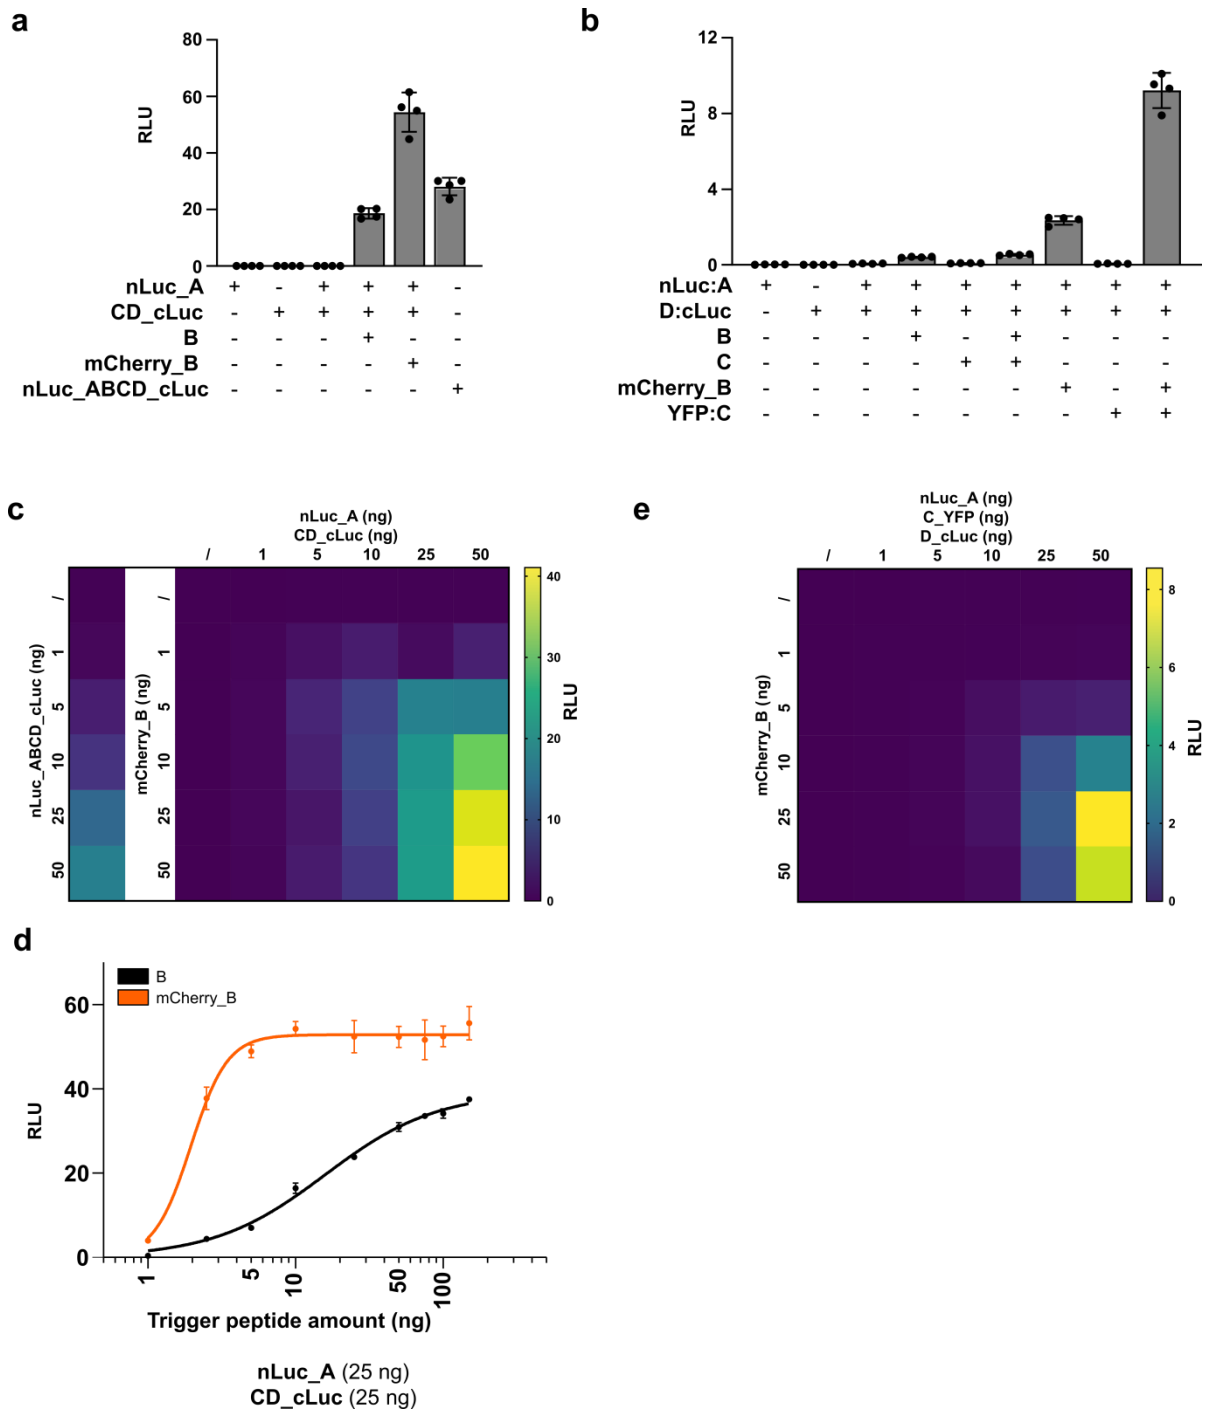 a
80
60
40
20
0
RLU
nLuc_A + - + + + -
CD_cLuc - + + + + -
B - - - + - -
mCherry_B - - - - + -
nLuc_ABCD_cLuc - - - - - +
b
12
8
4
0
RLU
nLuc:A + - + + + + + + +
D:cLuc - + + + + + + + +
B - - - + - + - - -
C - - - - + + - - -
mCherry_B - - - - - - + - +
YFP:C - - - - - - - + +
c
nLuc_A (ng)
CD_cLuc (ng)
/ 1 5 10 25 50
nLuc_ABCD_cLuc (ng)
/ 1 5 10 25 50
mCherry_B (ng)
/ 1 5 10 25 50
40
30
20
10
0
RLU
e
nLuc_A (ng)
C_YFP (ng)
D_cLuc (ng)
/ 1 5 10 25 50
mCherry_B (ng)
/ 1 5 10 25 50
8
6
4
2
0
RLU
d
B
mCherry_B
60
40
20
0
RLU
1 5 10 50 100
Trigger peptide amount (ng)
nLuc_A (25 ng)
CD_cLuc (25 ng)